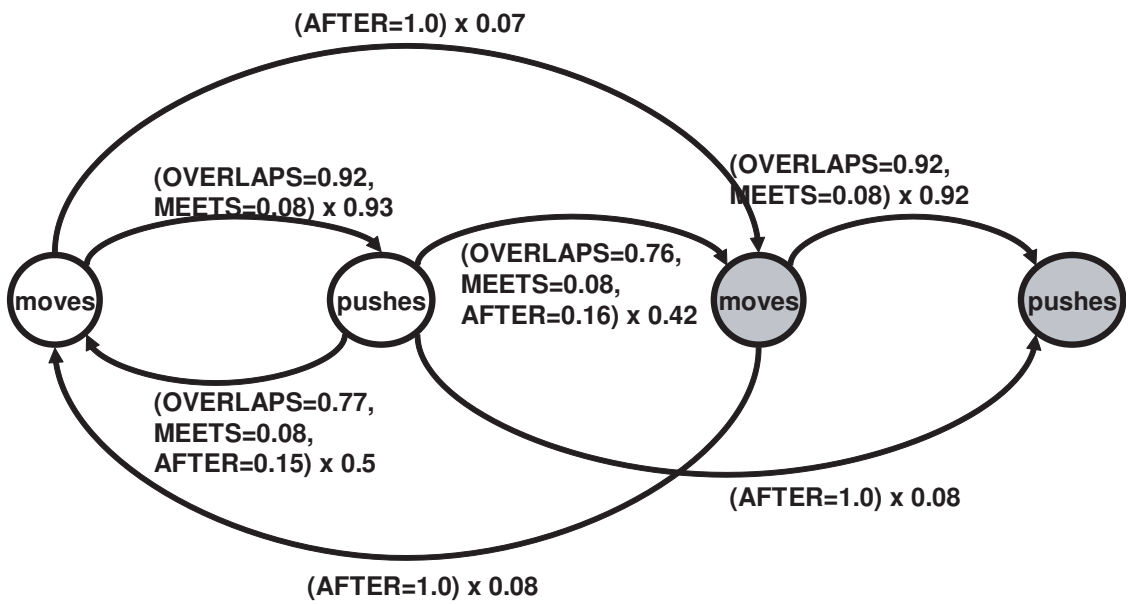 (AFTER=1.0) x 0.07
(OVERLAPS=0.92,
MEETS=0.08) x 0.93
(OVERLAPS=0.92,
MEETS=0.08) x 0.92
(OVERLAPS=0.76,
MEETS=0.08,
AFTER=0.16) x 0.42
moves
pushes
moves
pushes
(OVERLAPS=0.77,
MEETS=0.08,
AFTER=0.15) x 0.5
(AFTER=1.0) x 0.08
(AFTER=1.0) x 0.08